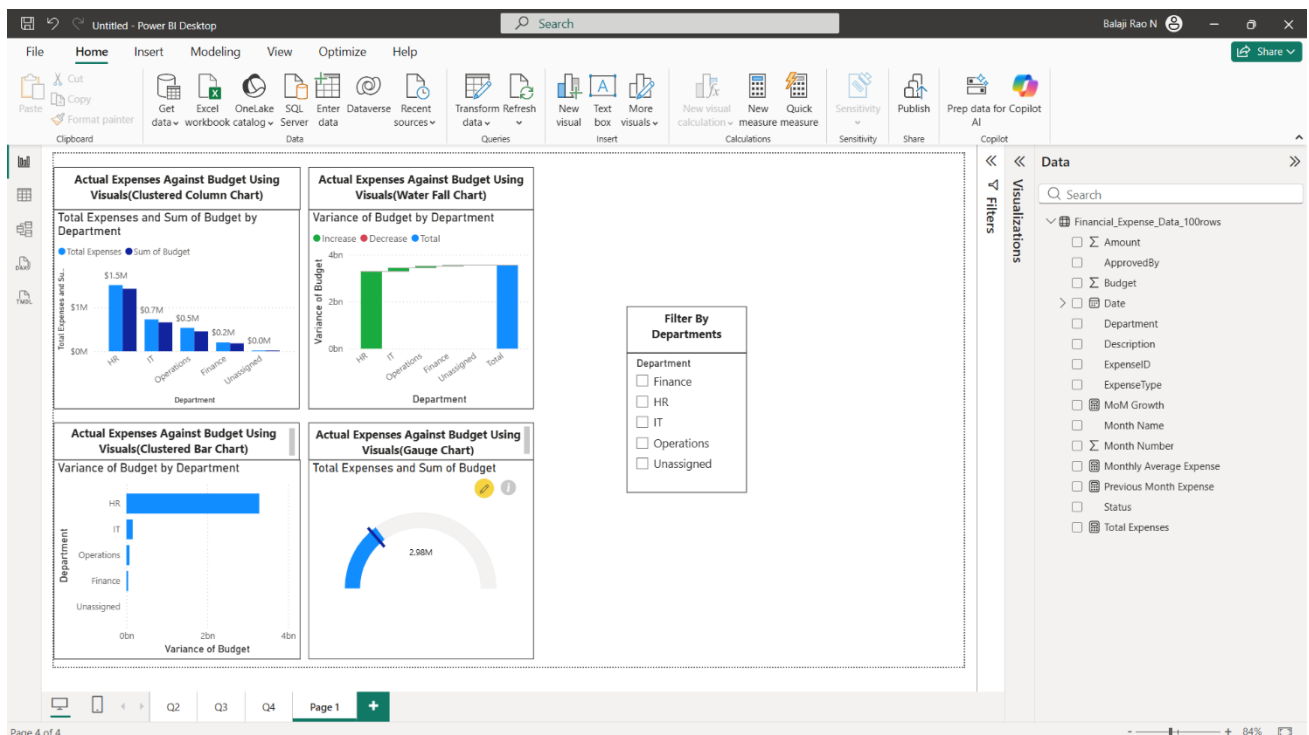 Untitled - Power BI Desktop
Search
Balaji Rao N
File Home Insert Modeling View Optimize Help
Share
Paste
Cut
Copy
Format painter
Clipboard
Get data
Excel workbook
OneLake catalog
SQL Server
Enter data
Dataverse
Recent sources
Data
Transform data
Refresh
Queries
New visual
Text box
More visuals
Insert
New visual calculation
New measure
Quick measure
Calculations
Sensitivity
Sensitivity
Publish
Share
Prep data for AI
Copilot
Copilot
Actual Expenses Against Budget Using
Visuals(Clustered Column Chart)
Total Expenses and Sum of Budget by
Department
Total Expenses Sum of Budget
Total Expenses and Su...
$1M
$0M
$1.5M
$0.7M
$0.5M
$0.2M
$0.0M
HR IT Operations Finance Unassigned
Department
Actual Expenses Against Budget Using
Visuals(Water Fall Chart)
Variance of Budget by Department
Increase Decrease Total
Variance of Budget
4bn
2bn
0bn
HR IT Operations Finance Unassigned Total
Department
Filter By
Departments
Department
Finance
HR
IT
Operations
Unassigned
Actual Expenses Against Budget Using
Visuals(Clustered Bar Chart)
Variance of Budget by Department
Department
HR
IT
Operations
Finance
Unassigned
0bn 2bn 4bn
Variance of Budget
Actual Expenses Against Budget Using
Visuals(Gauge Chart)
Total Expenses and Sum of Budget
2.98M
Filters
Visualizations
Data
Search
Financial_Expense_Data_100rows
Amount
ApprovedBy
Budget
Date
Department
Description
ExpenseID
ExpenseType
MoM Growth
Month Name
Month Number
Monthly Average Expense
Previous Month Expense
Status
Total Expenses
Q2 Q3 Q4 Page 1
Page 4 of 4
84%